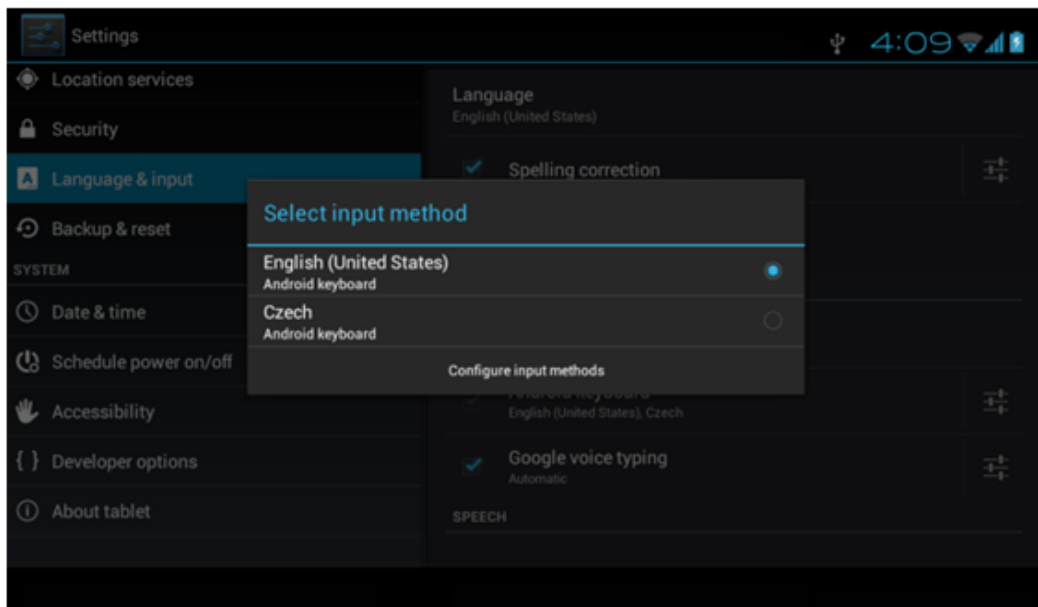 Settings
4:09
Location services
Security
Language & input
Backup & reset
SYSTEM
Date & time
Schedule power on/off
Accessibility
{ } Developer options
About tablet
Language
English (United States)
Spelling correction
Select input method
English (United States)
Android keyboard
Czech
Android keyboard
Configure input methods
Android keyboard
English (United States), Czech
Google voice typing
Automatic
SPEECH